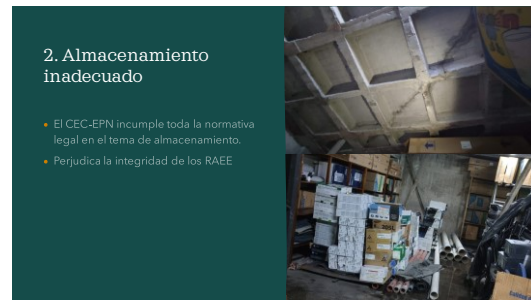 2. Almacenamiento
inadecuado
• El CEC-EPN incumple toda la normativa
legal en el tema de almacenamiento.
• Perjudica la integridad de los RAEE